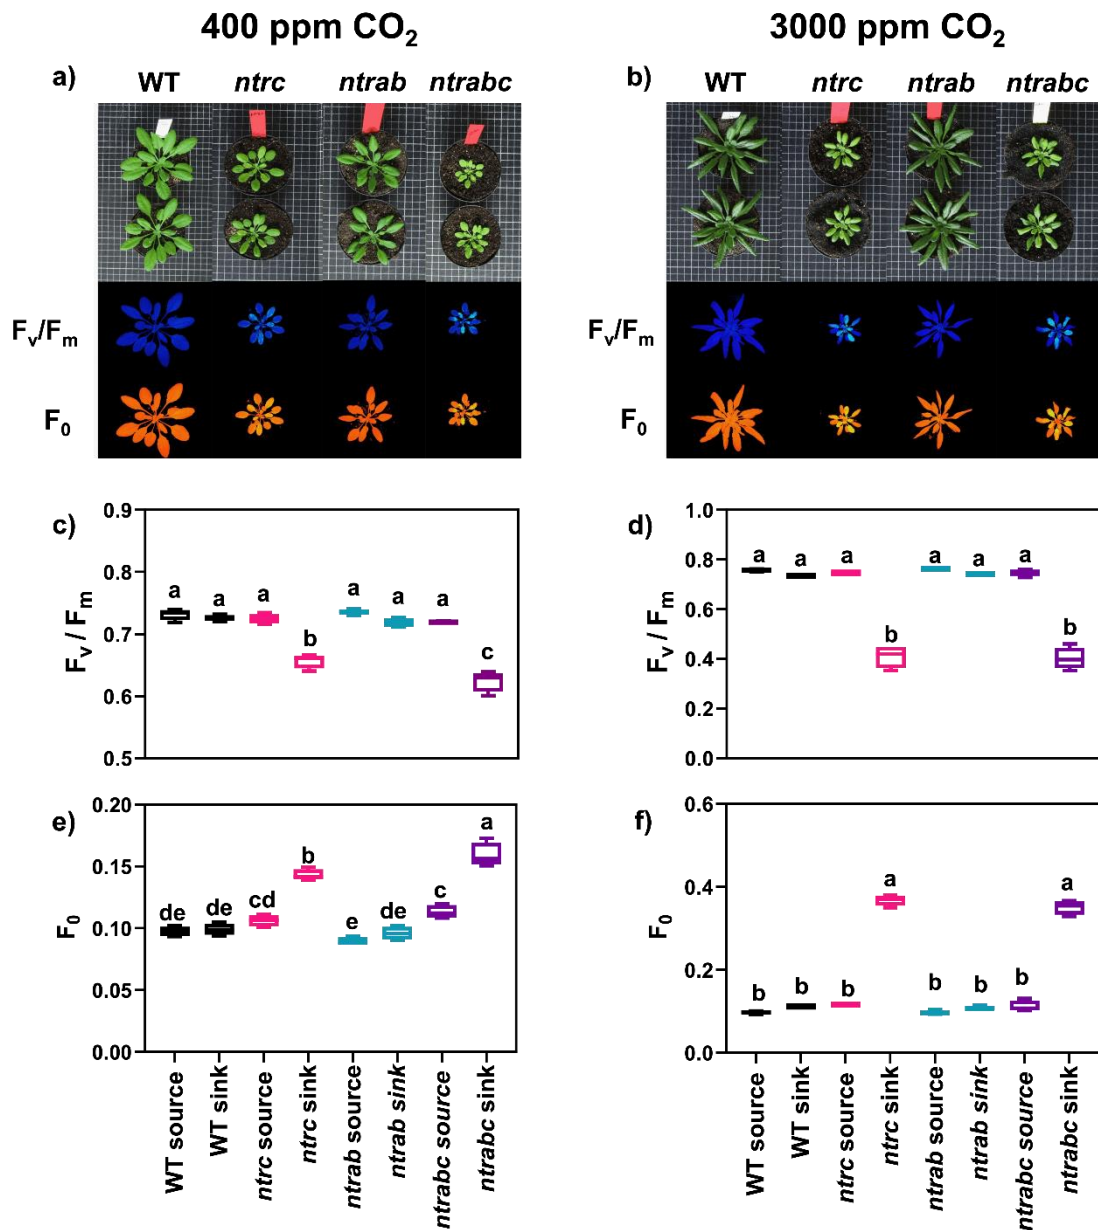 400 ppm CO₂
3000 ppm CO₂
a)
WT
ntrc
ntrab
ntrabc
b)
WT
ntrc
ntrab
ntrabc
Fᵥ/Fₘ
F₀
Fᵥ/Fₘ
F₀
c)
Fᵥ / Fₘ
0.9
0.8
0.7
0.6
0.5
a
a
a
b
a
a
a
c
d)
Fᵥ / Fₘ
1.0
0.8
0.6
0.4
0.2
0.0
a
a
a
b
a
a
a
b
e)
F₀
0.20
0.15
0.10
0.05
0.00
de
de
cd
b
e
de
c
a
WT source
WT sink
ntrc source
ntrc sink
ntrab source
ntrab sink
ntrabc source
ntrabc sink
f)
F₀
0.6
0.4
0.2
0.0
b
b
b
a
b
b
b
a
WT source
WT sink
ntrc source
ntrc sink
ntrab source
ntrab sink
ntrabc source
ntrabc sink